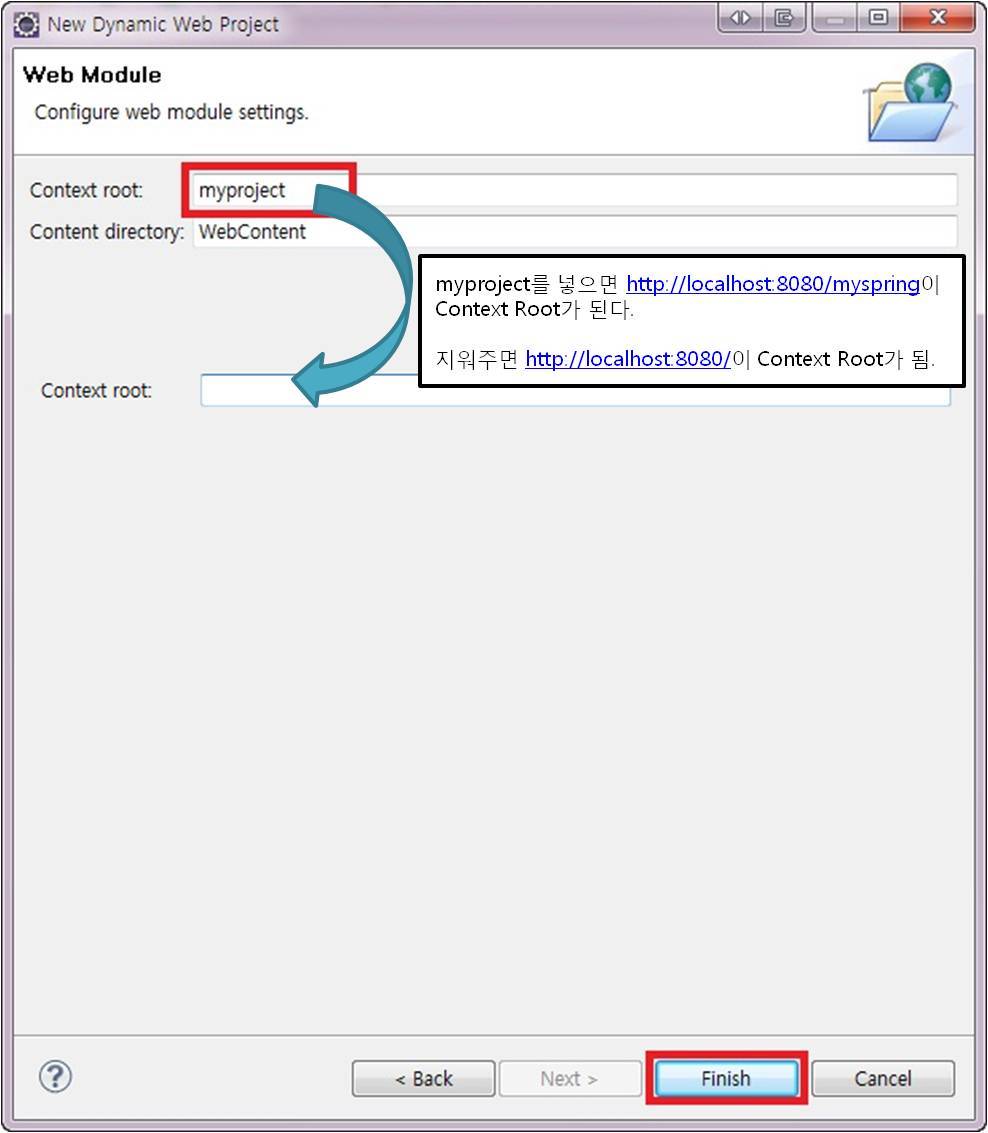 New Dynamic Web Project
Web Module
Configure web module settings.
Context root: myproject
Content directory: WebContent
myproject를 넣으면 http://localhost:8080/myspring이
Context Root가 된다.
지워주면 http://localhost:8080/이 Context Root가 됨.
Context root:
? < Back Next > Finish Cancel